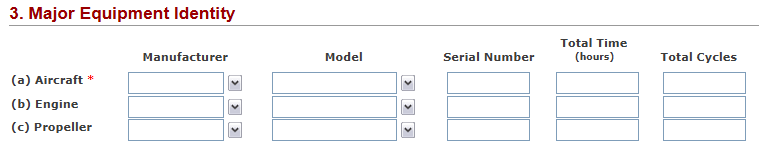 3. Major Equipment Identity
Manufacturer Model Serial Number Total Time (hours) Total Cycles
(a) Aircraft *
(b) Engine
(c) Propeller